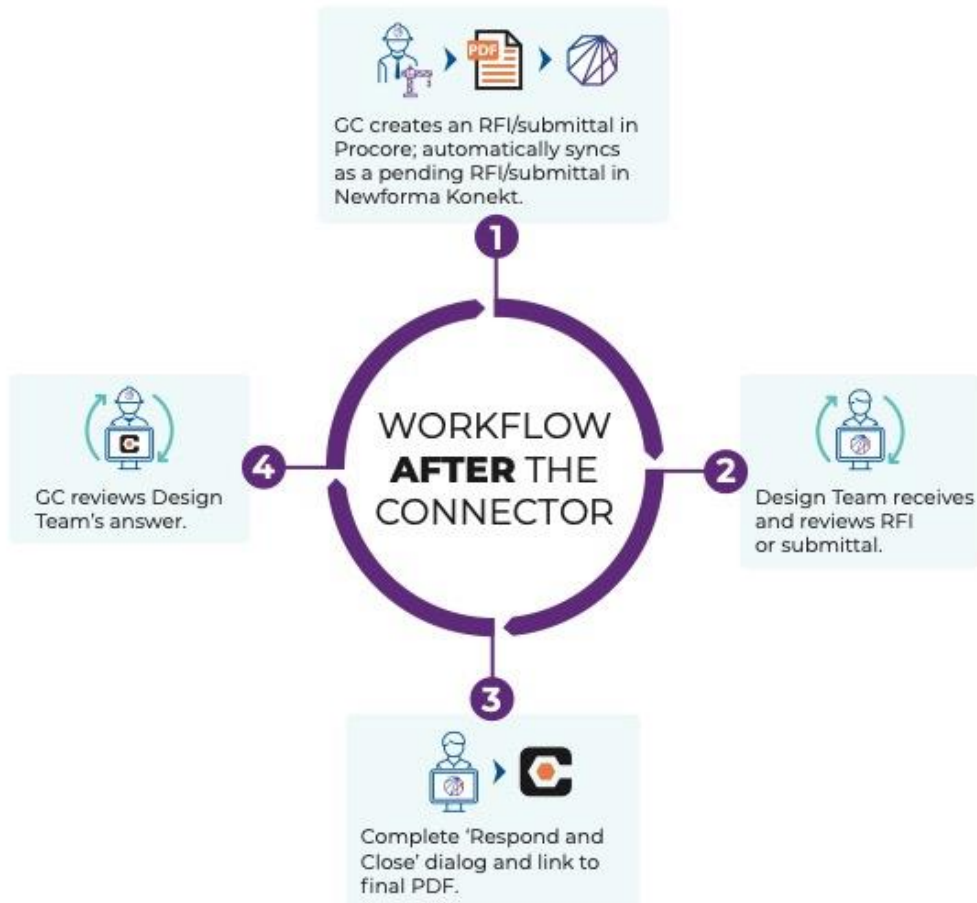 PDF
GC creates an RFI/submittal in
Procore; automatically syncs
as a pending RFI/submittal in
Newforma Konekt.
1
WORKFLOW
AFTER THE
CONNECTOR
2
Design Team receives
and reviews RFI
or submittal.
3
Complete ‘Respond and
Close’ dialog and link to
final PDF.
4
GC reviews Design
Team’s answer.